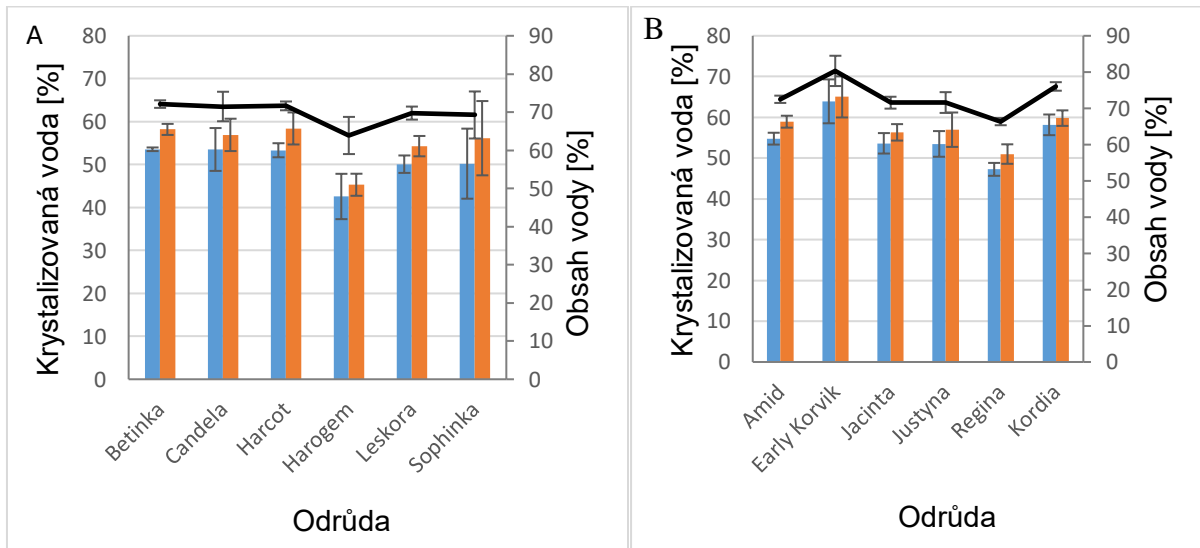 A
Krystalizovaná voda [%]
80
70
60
50
40
30
20
10
0
90
80
70
60
50
40
30
20
10
0
Obsah vody [%]
Betinka
Candela
Harcot
Harogem
Leskora
Sophinka
Odrůda
B
Krystalizovaná voda [%]
80
70
60
50
40
30
20
10
0
90
80
70
60
50
40
30
20
10
0
Obsah vody [%]
Amid
Early Korvik
Jacinta
Justyna
Regina
Kordia
Odrůda